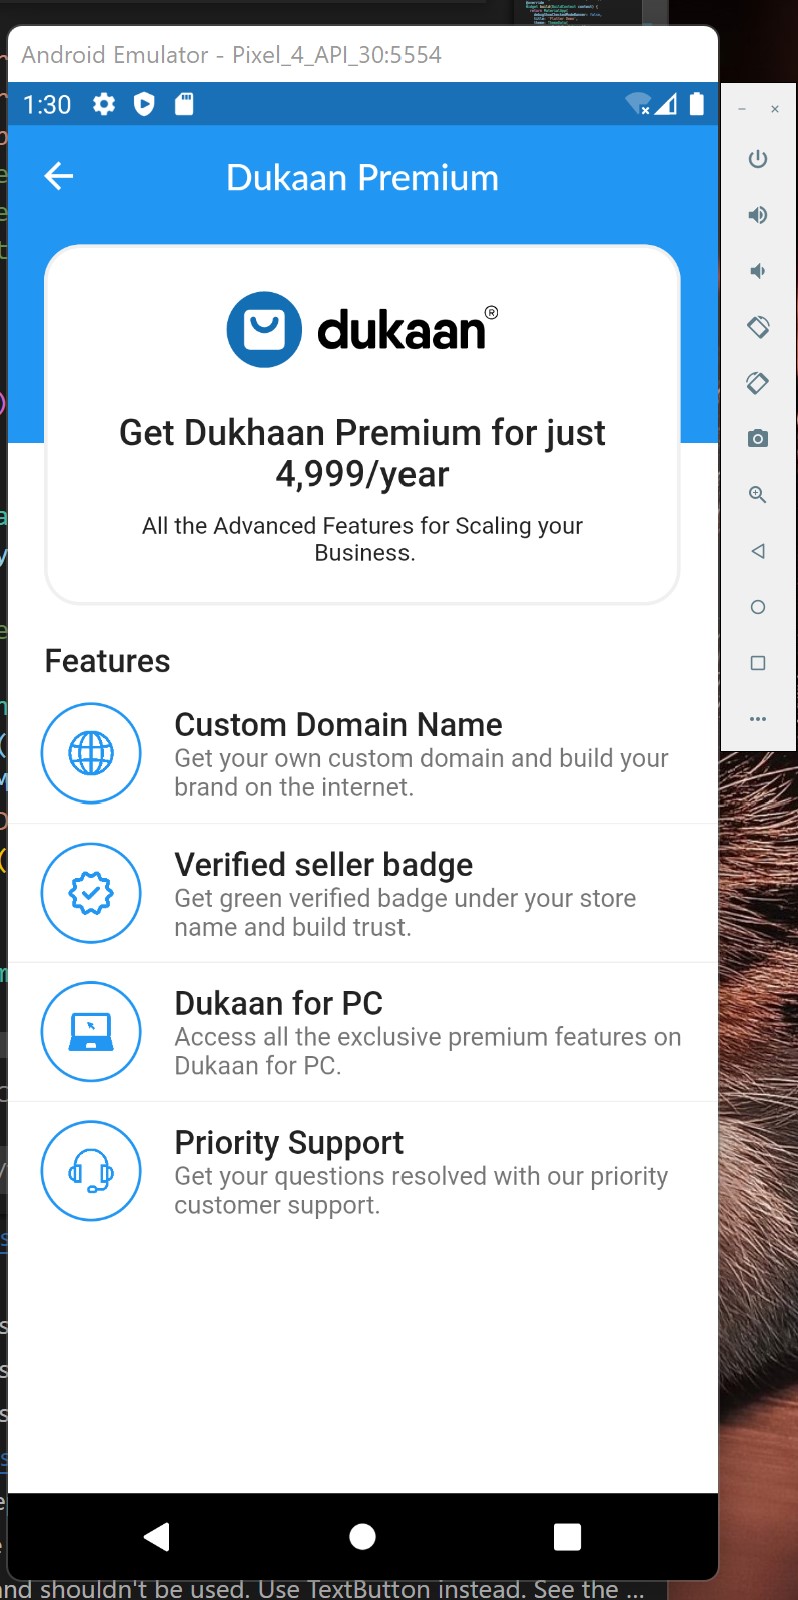 Android Emulator - Pixel_4_API_30:5554
1:30
Dukaan Premium
dukaan®
Get Dukhaan Premium for just
4,999/year
All the Advanced Features for Scaling your
Business.
Features
Custom Domain Name
Get your own custom domain and build your
brand on the internet.
Verified seller badge
Get green verified badge under your store
name and build trust.
Dukaan for PC
Access all the exclusive premium features on
Dukaan for PC.
Priority Support
Get your questions resolved with our priority
customer support.
and shouldn't be used. Use TextButton instead. See the ...